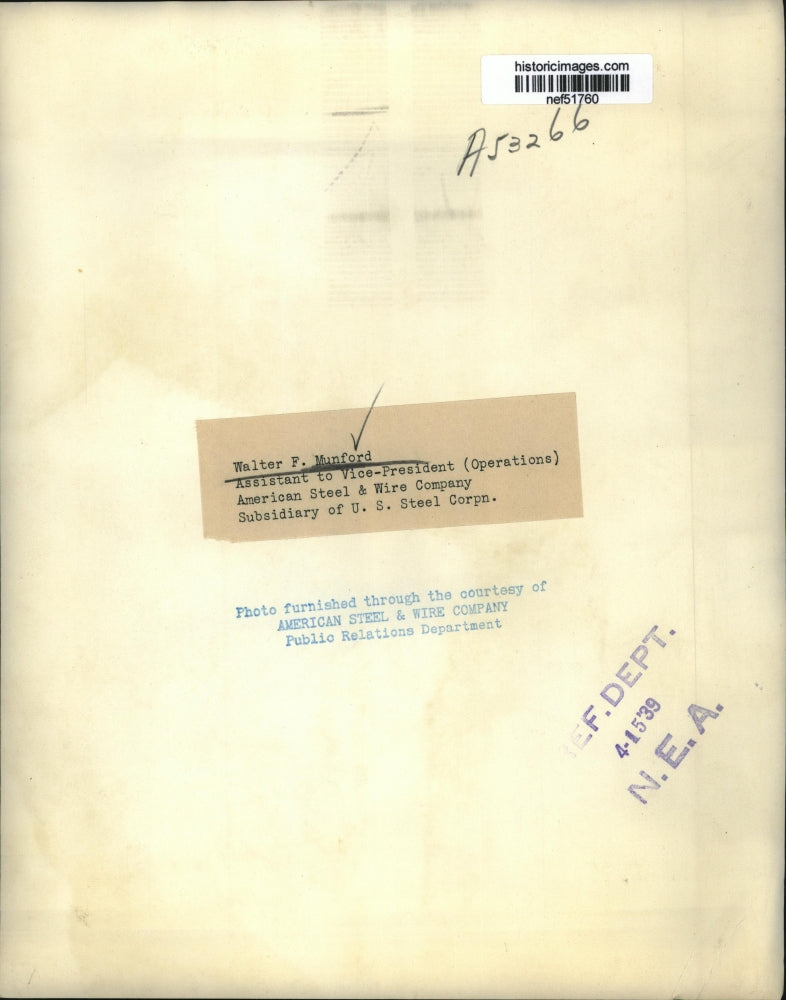 historicimages.com
nef51760
A53266
Walter F. Munford
Assistant to Vice-President (Operations)
American Steel & Wire Company
Subsidiary of U. S. Steel Corpn.
Photo furnished through the courtesy of
AMERICAN STEEL & WIRE COMPANY
Public Relations Department
EF. DEPT.
4-15'39
N. E. A.